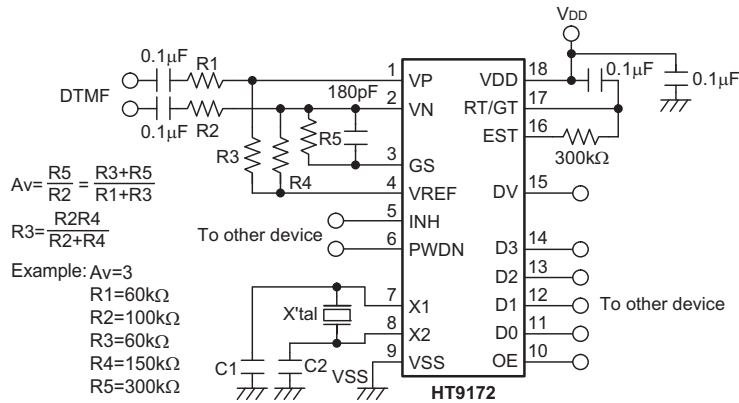 VDD
0.1μF
R1
1
VP
VDD
18
0.1μF
0.1μF
DTMF
180pF
2
VN
RT/GT
17
0.1μF
R2
R5
EST
16
R3
3
GS
300kΩ
Av=R5/R2=R3+R5/R1+R3
R4
4
VREF
DV
15
5
INH
To other device
6
PWDN
D3
14
R3=R2R4/R2+R4
D2
13
Example: Av=3
R1=60kΩ
7
X1
D1
12
To other device
R2=100kΩ
X'tal
8
X2
D0
11
R3=60kΩ
9
VSS
OE
10
R4=150kΩ
C1
C2
VSS
R5=300kΩ
HT9172